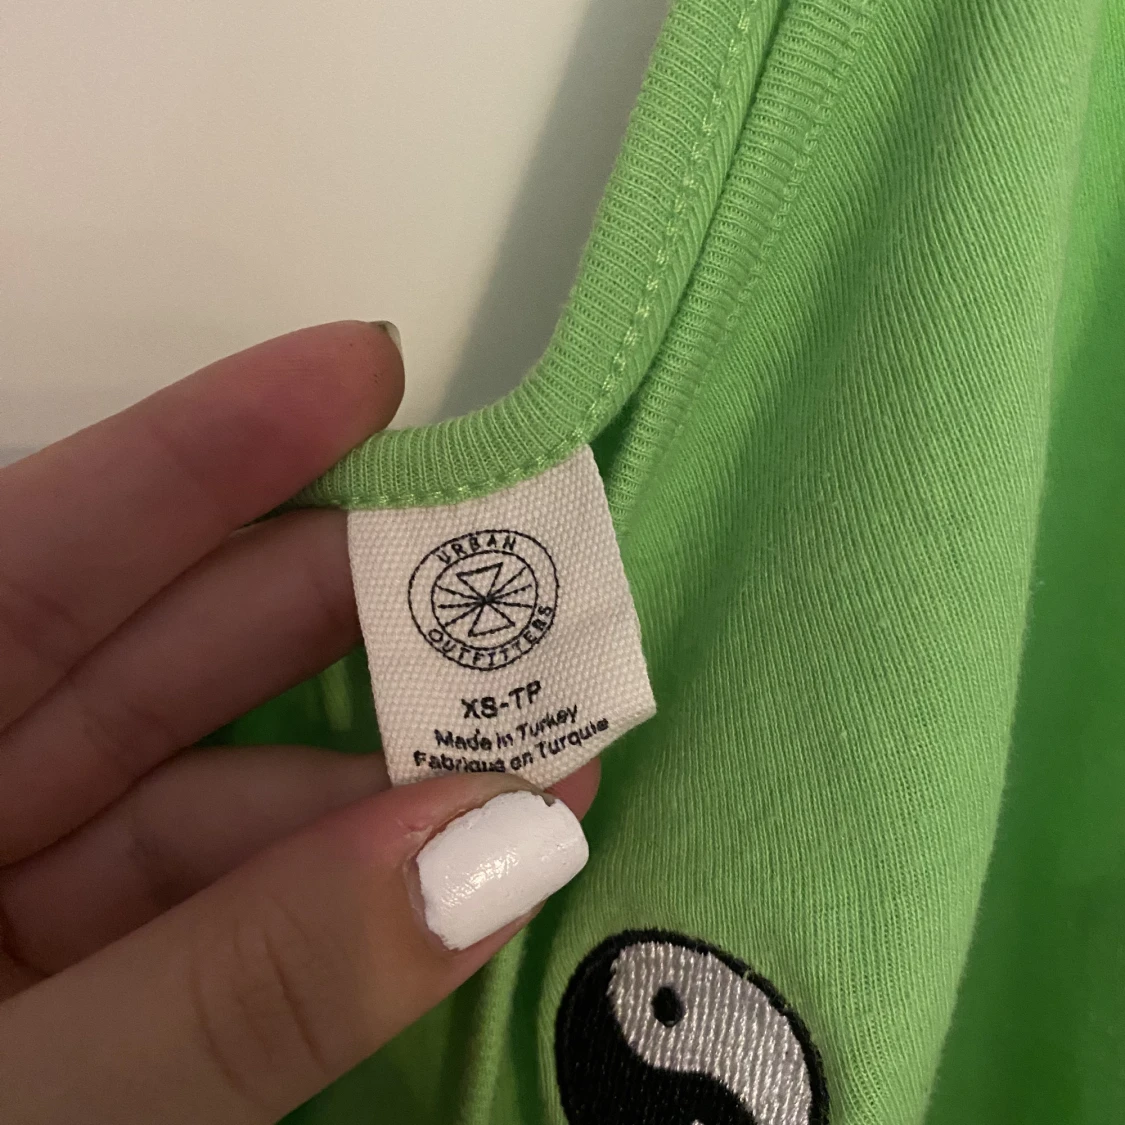 URBAN
OUTFITTERS
XS-TP
Made in Turkey
Fabriqué en Turquie